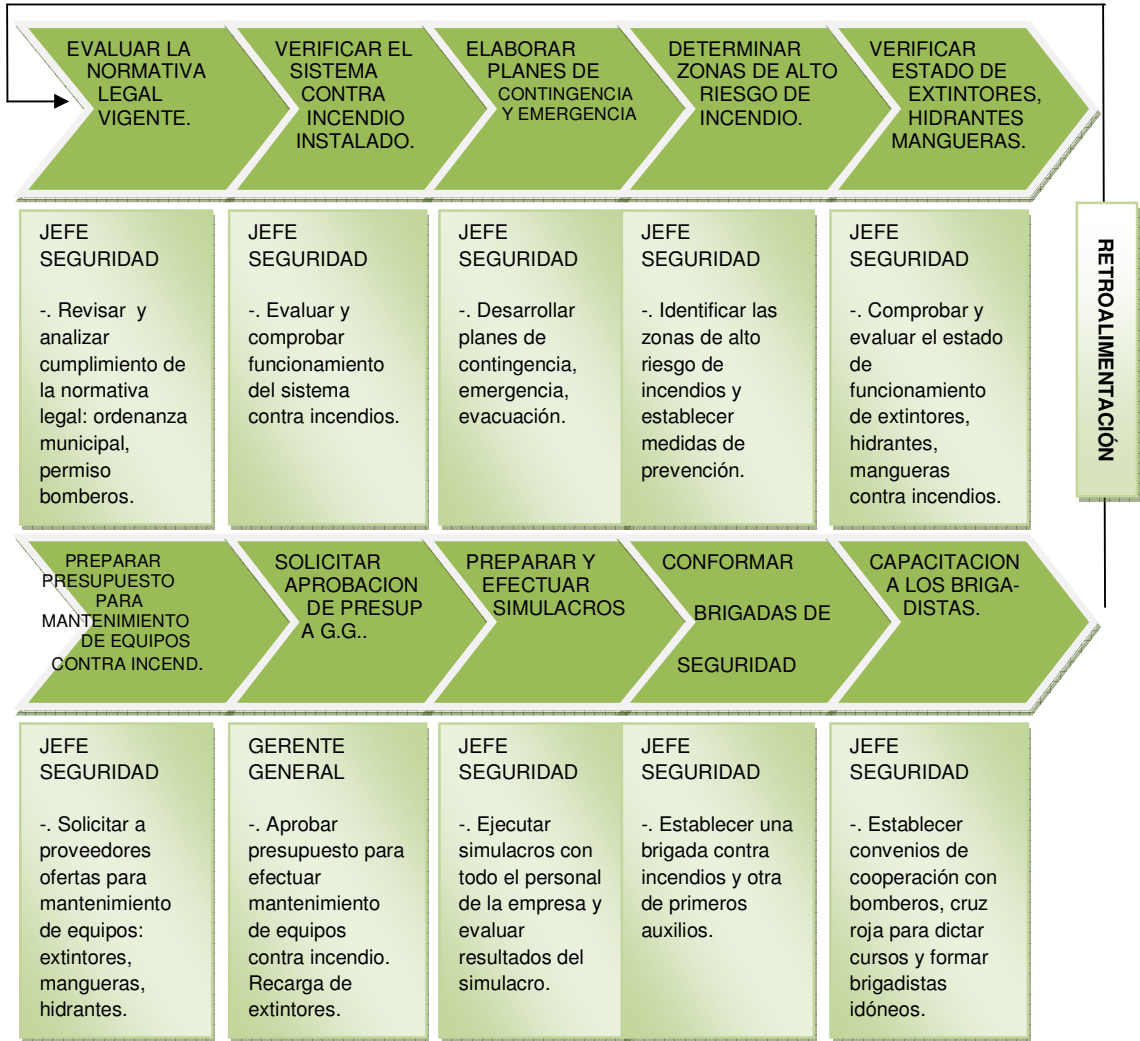 EVALUAR LA
NORMATIVA
LEGAL
VIGENTE.
VERIFICAR EL
SISTEMA
CONTRA
INCENDIO
INSTALADO.
ELABORAR
PLANES DE
CONTINGENCIA
Y EMERGENCIA
DETERMINAR
ZONAS DE ALTO
RIESGO DE
INCENDIO.
VERIFICAR
ESTADO DE
EXTINTORES,
HIDRANTES
MANGUERAS.
JEFE
SEGURIDAD
-. Revisar y
analizar
cumplimiento de
la normativa
legal: ordenanza
municipal,
permiso
bomberos.
JEFE
SEGURIDAD
-. Evaluar y
comprobar
funcionamiento
del sistema
contra incendios.
JEFE
SEGURIDAD
-. Desarrollar
planes de
contingencia,
emergencia,
evacuación.
JEFE
SEGURIDAD
-. Identificar las
zonas de alto
riesgo de
incendios y
establecer
medidas de
prevención.
JEFE
SEGURIDAD
-. Comprobar y
evaluar el estado
de
funcionamiento
de extintores,
hidrantes,
mangueras
contra incendios.
RETROALIMENTACIÓN
PREPARAR
PRESUPUESTO
PARA
MANTENIMIENTO
DE EQUIPOS
CONTRA INCEND.
SOLICITAR
APROBACION
DE PRESUP
A G.G..
PREPARAR Y
EFECTUAR
SIMULACROS
CONFORMAR
BRIGADAS DE
SEGURIDAD
CAPACITACION
A LOS BRIGA-
DISTAS.
JEFE
SEGURIDAD
-. Solicitar a
proveedores
ofertas para
mantenimiento
de equipos:
extintores,
mangueras,
hidrantes.
GERENTE
GENERAL
-. Aprobar
presupuesto para
efectuar
mantenimiento
de equipos
contra incendio.
Recarga de
extintores.
JEFE
SEGURIDAD
-. Ejecutar
simulacros con
todo el personal
de la empresa y
evaluar
resultados del
simulacro.
JEFE
SEGURIDAD
-. Establecer una
brigada contra
incendios y otra
de primeros
auxilios.
JEFE
SEGURIDAD
-. Establecer
convenios de
cooperación con
bomberos, cruz
roja para dictar
cursos y formar
brigadistas
idóneos.